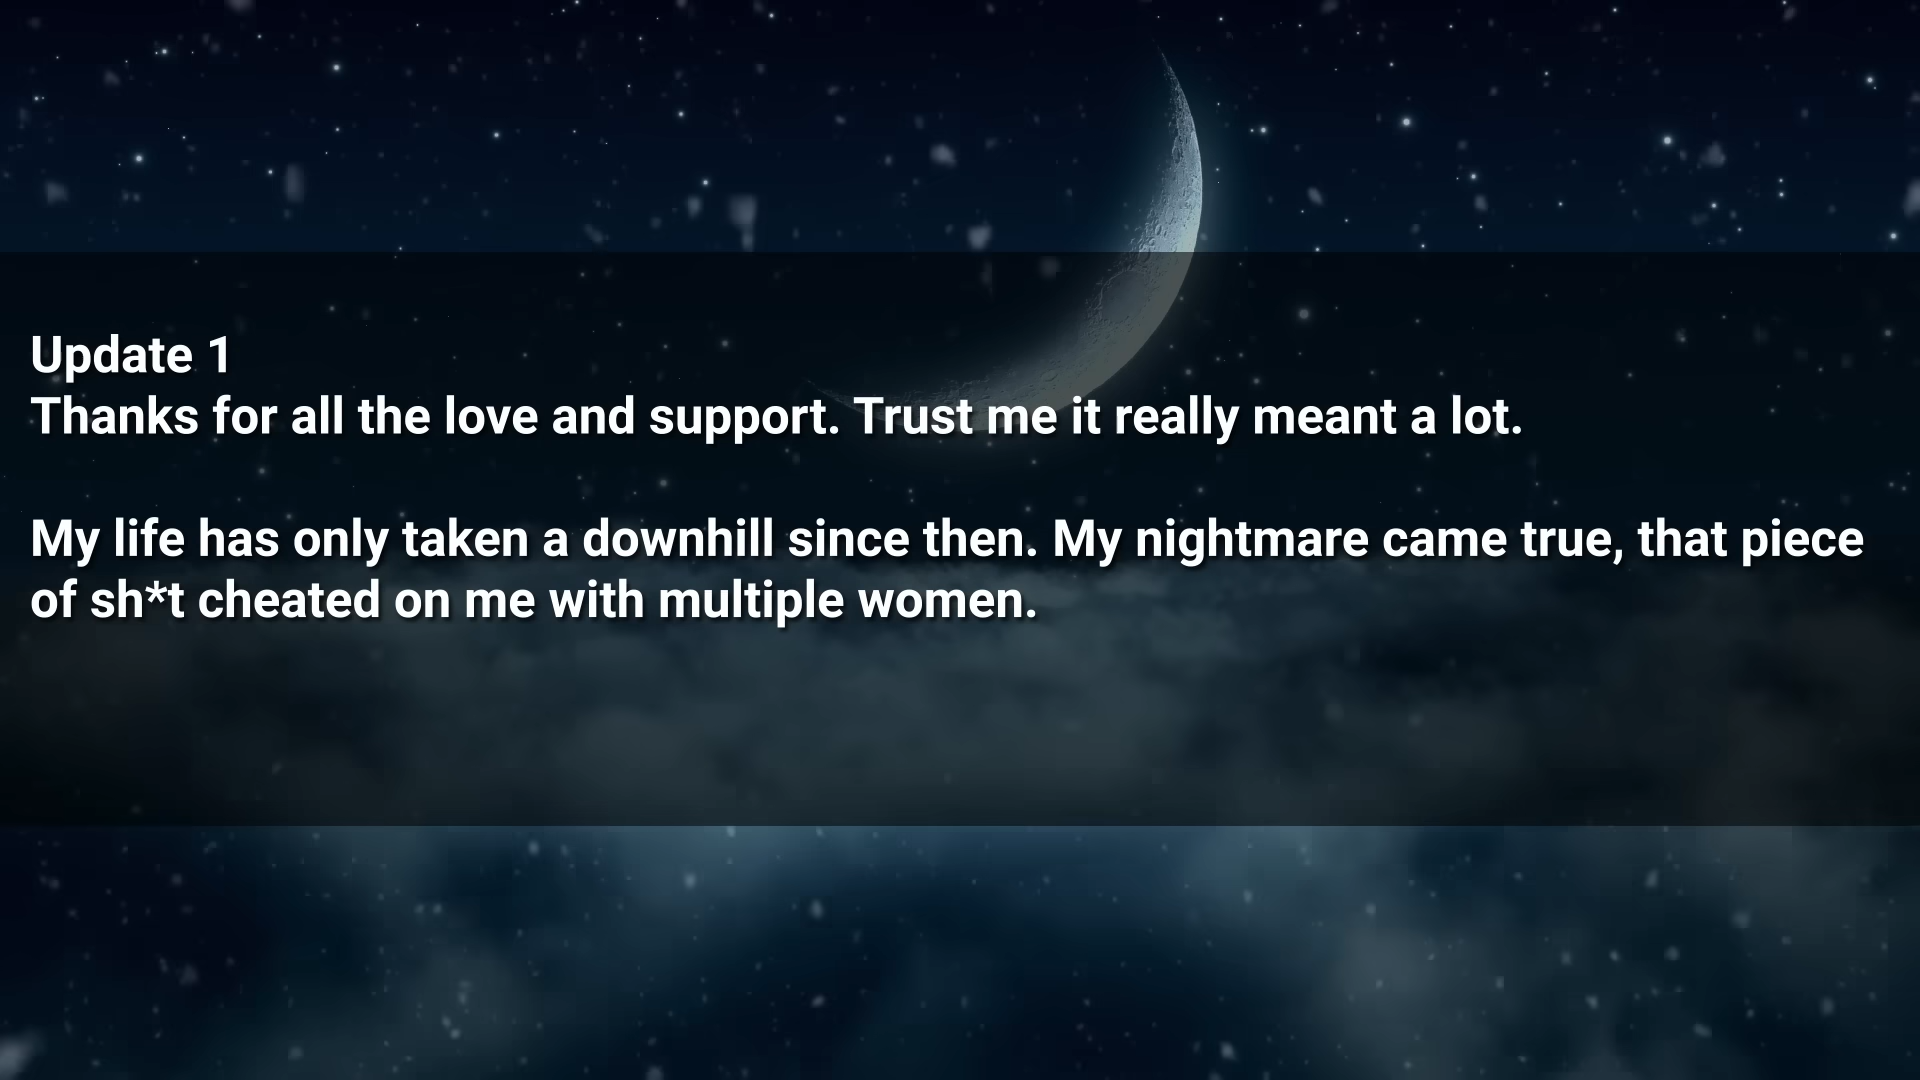 Update 1
Thanks for all the love and support. Trust me it really meant a lot.
My life has only taken a downhill since then. My nightmare came true, that piece
of sh*t cheated on me with multiple women.